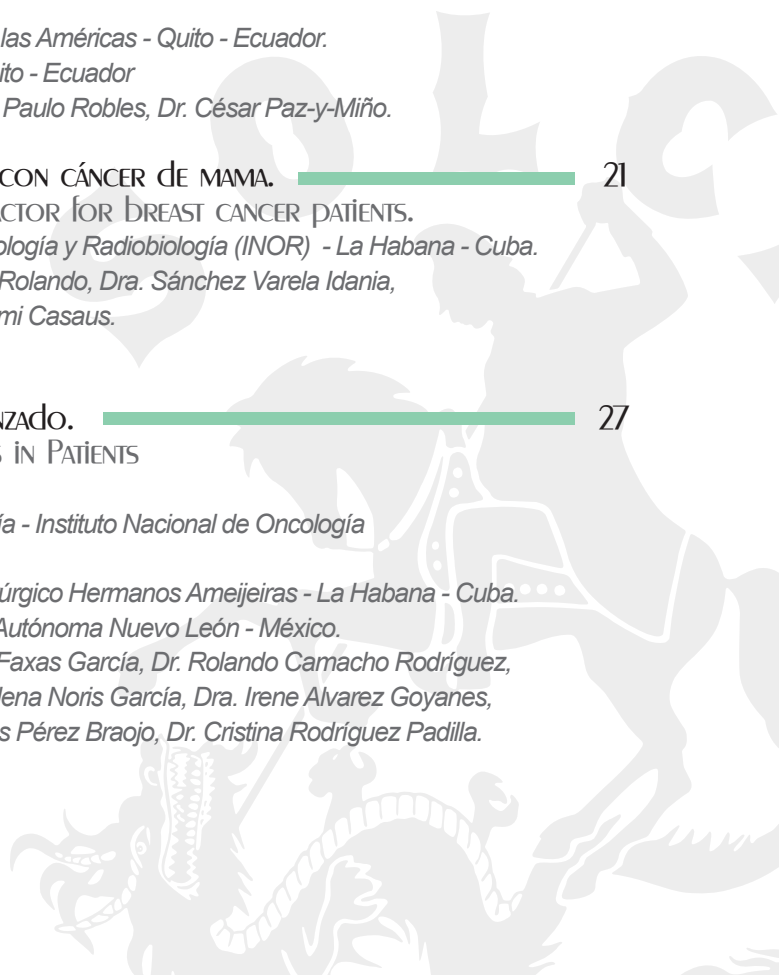 las Américas - Quito - Ecuador.
ito - Ecuador
Paulo Robles, Dr. César Paz-y-Miño.
con cáncer de mama. 21
actor for breast cancer patients.
ología y Radiobiología (INOR) - La Habana - Cuba.
Rolando, Dra. Sánchez Varela Idania,
mi Casaus.
nzado. 27
s in Patients
ía - Instituto Nacional de Oncología
úrgico Hermanos Ameijeiras - La Habana - Cuba.
Autónoma Nuevo León - México.
Faxas García, Dr. Rolando Camacho Rodríguez,
lena Noris García, Dra. Irene Alvarez Goyanes,
s Pérez Braojo, Dr. Cristina Rodríguez Padilla.
SOLC